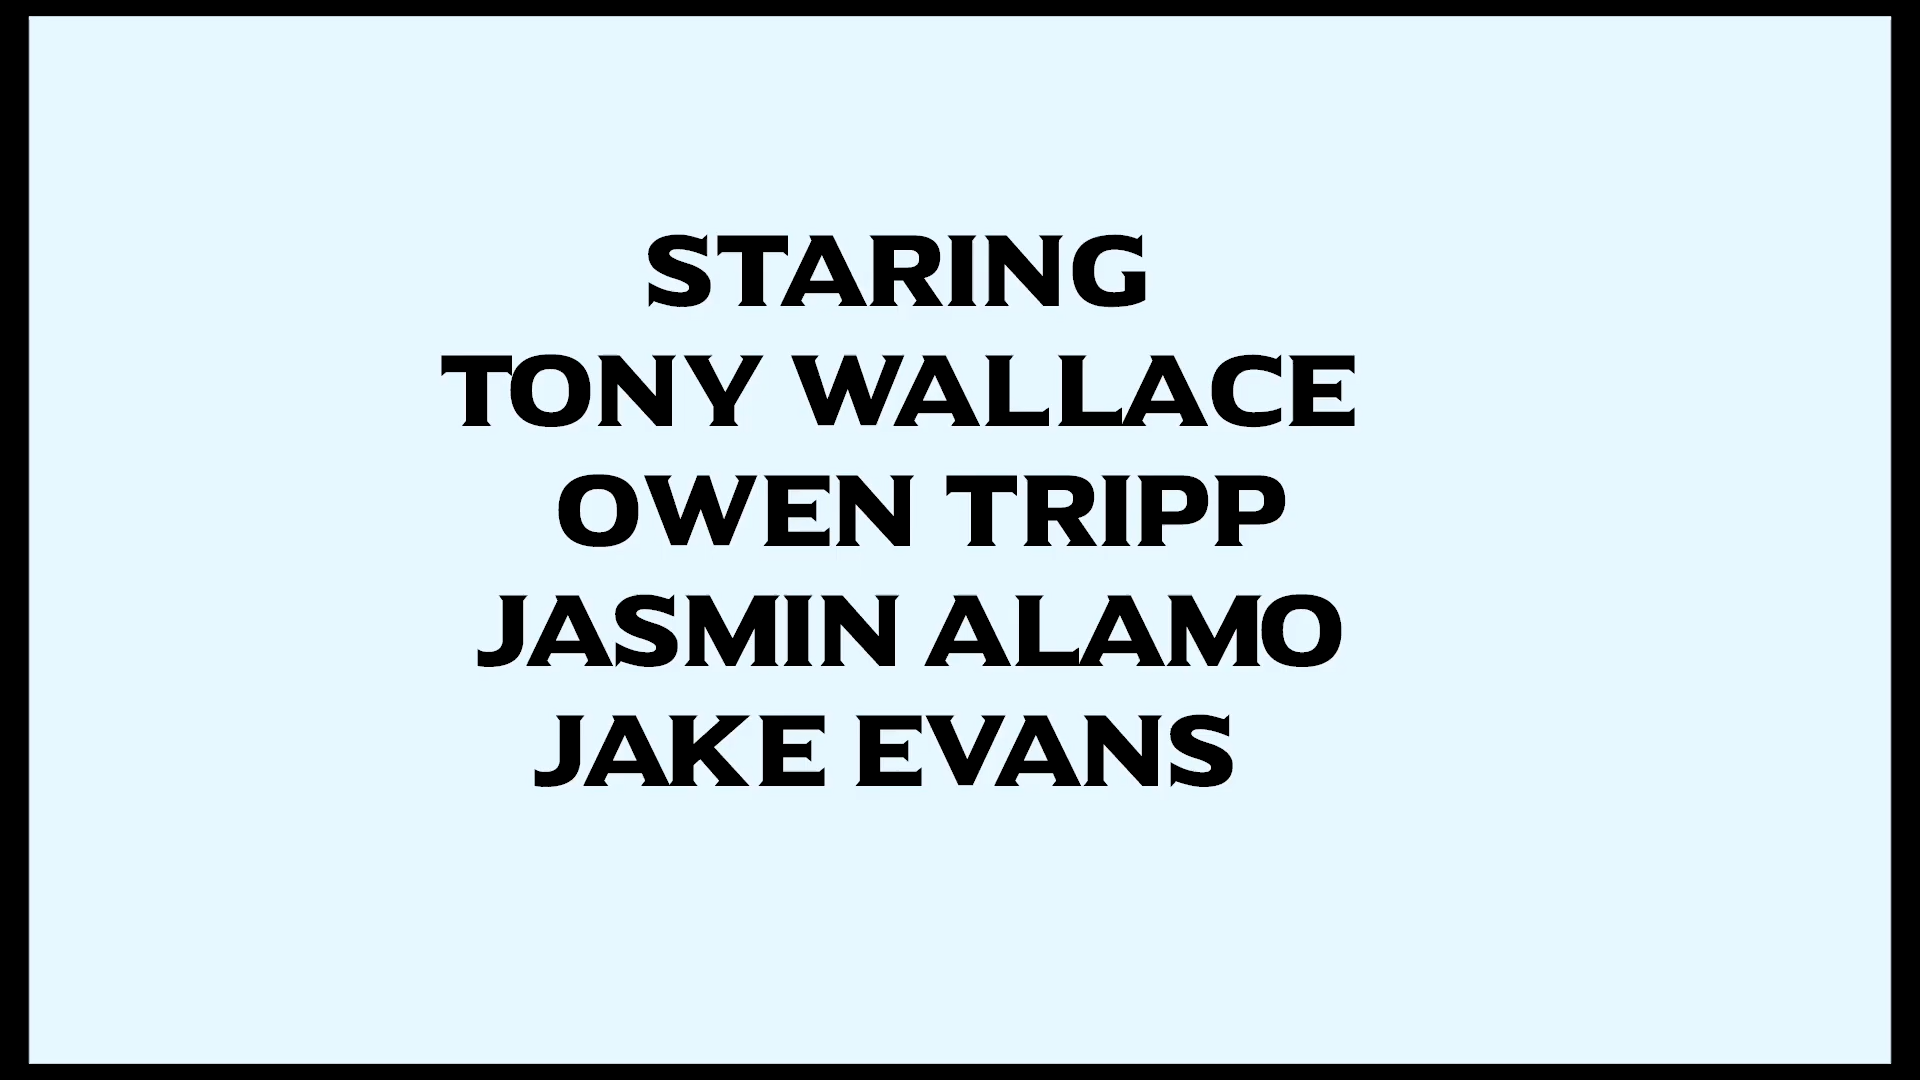 STARING
TONY WALLACE
OWEN TRIPP
JASMIN ALAMO
JAKE EVANS